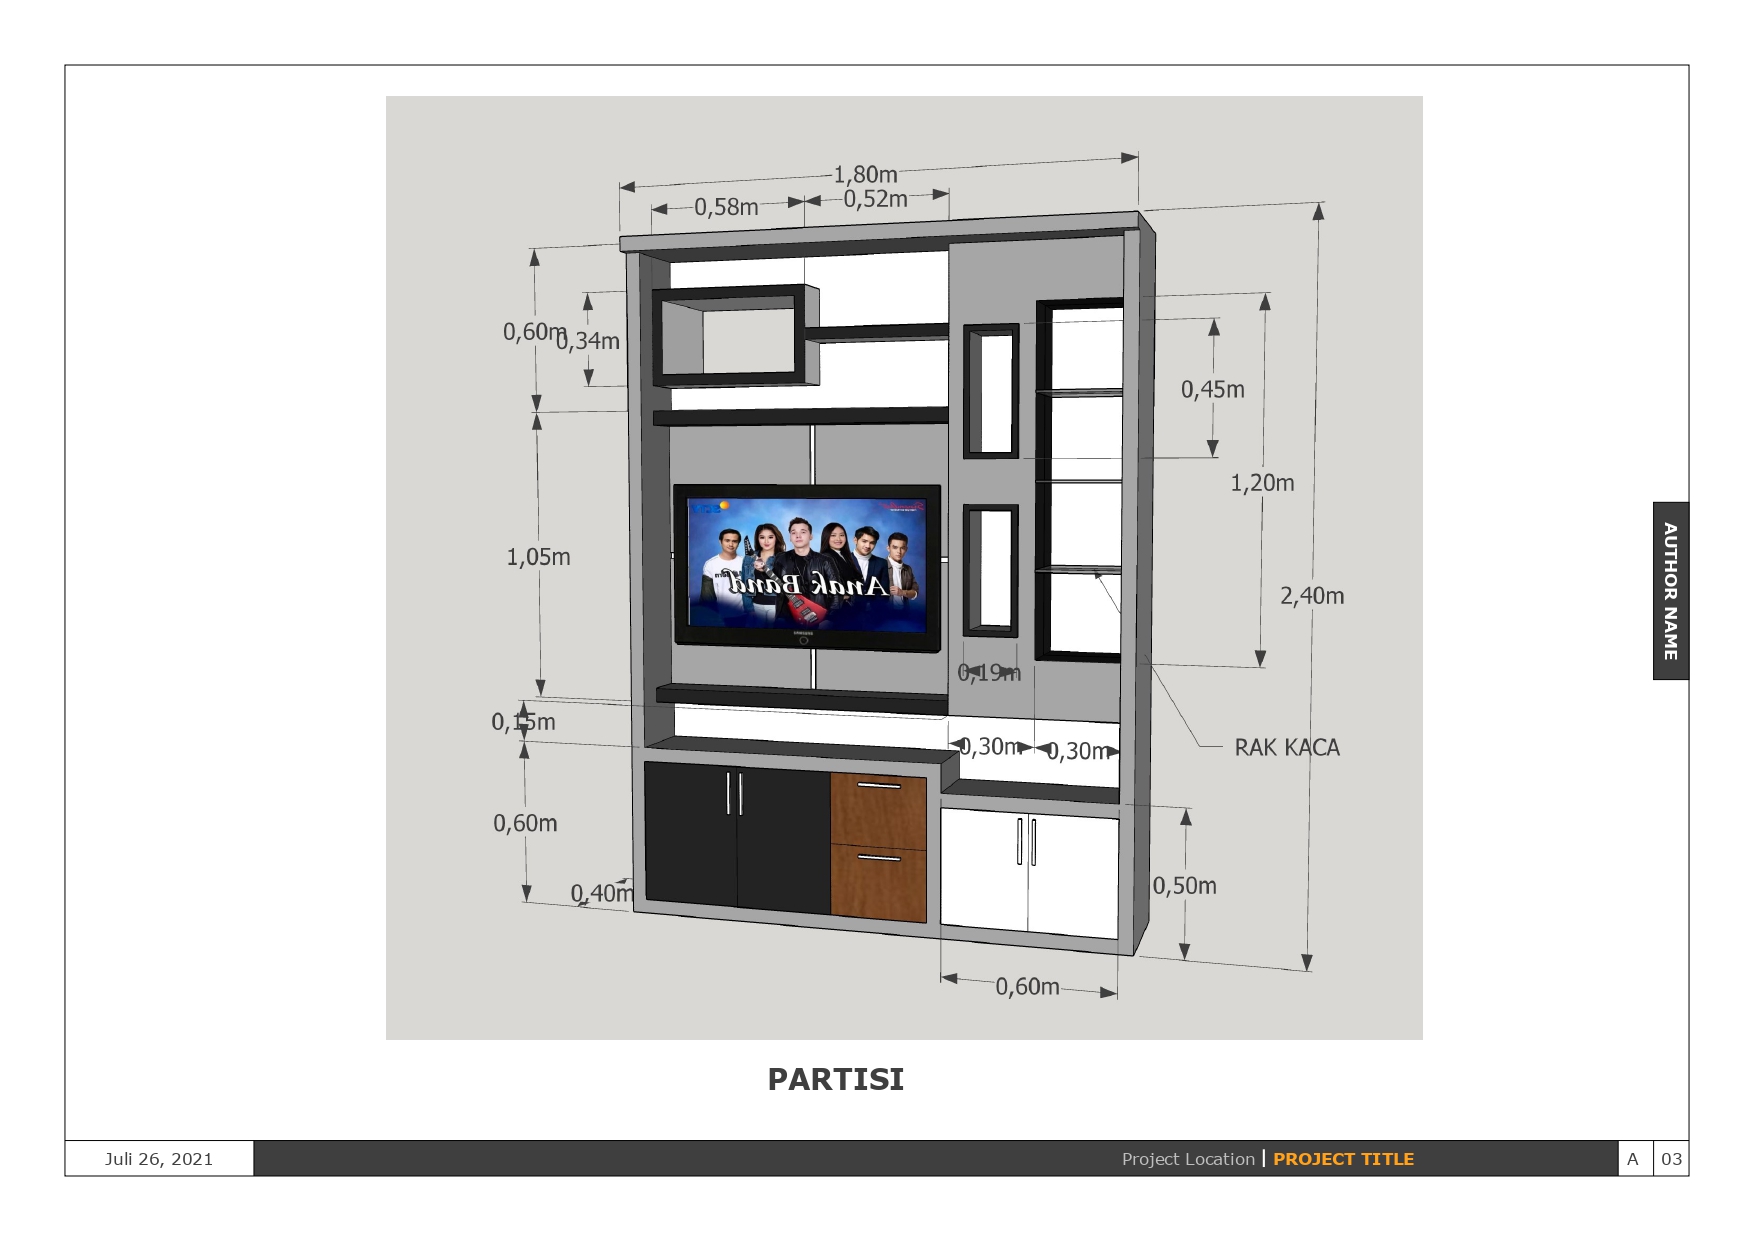 1,80m
0,58m
0,52m
0,60m
0,34m
0,45m
1,20m
1,05m
2,40m
Anak Band
SAMSUNG
0,19m
0,15m
0,30m
0,30m
RAK KACA
0,60m
0,40m
0,50m
0,60m
PARTISI
AUTHOR NAME
Juli 26, 2021
Project Location | PROJECT TITLE
A
03